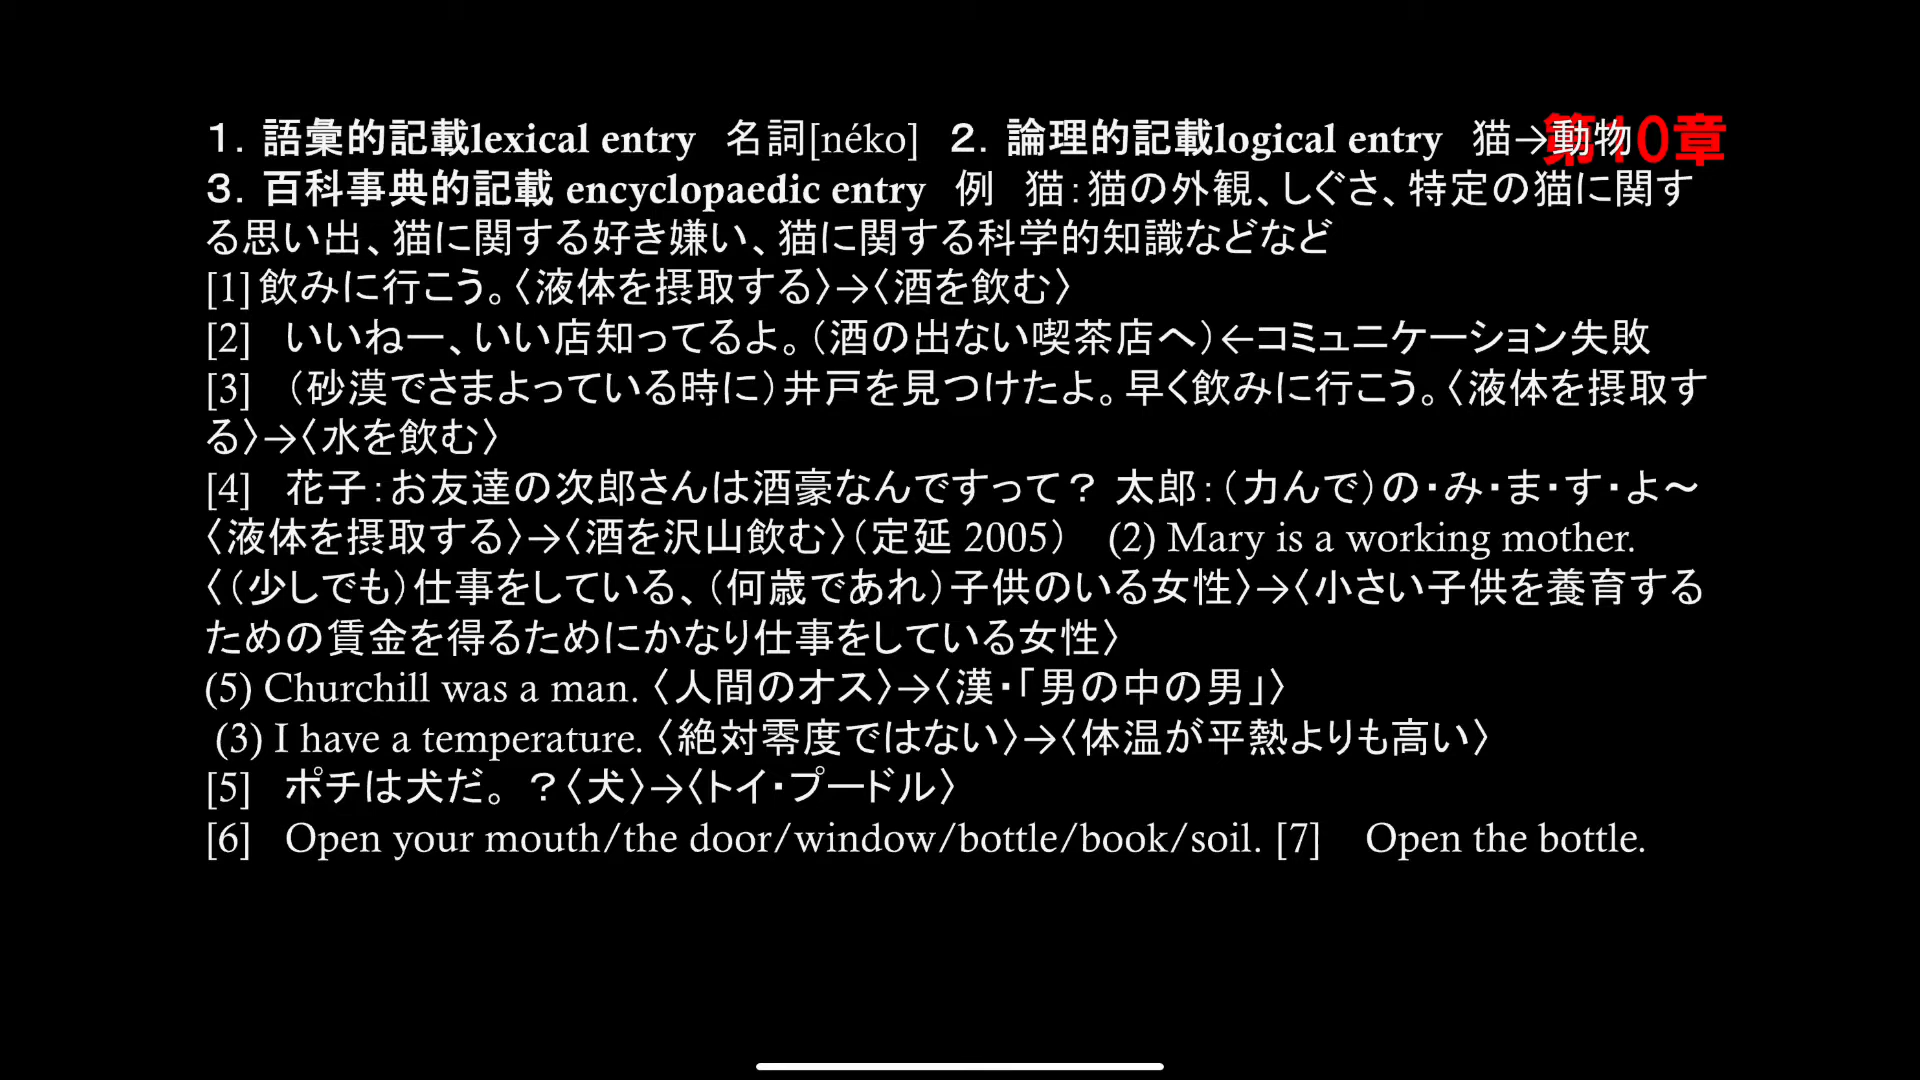 1．語彙的記載lexical entry　名詞[néko]　2．論理的記載logical entry　猫→動物
第10章
3．百科事典的記載 encyclopaedic entry　例　猫：猫の外観、しぐさ、特定の猫に関す
る思い出、猫に関する好き嫌い、猫に関する科学的知識などなど
[1] 飲みに行こう。〈液体を摂取する〉→〈酒を飲む〉
[2]　いいねー、いい店知ってるよ。（酒の出ない喫茶店へ）←コミュニケーション失敗
[3]　（砂漠でさまよっている時に）井戸を見つけたよ。早く飲みに行こう。〈液体を摂取す
る〉→〈水を飲む〉
[4]　花子：お友達の次郎さんは酒豪なんですって？ 太郎：（力んで）の・み・ま・す・よ～
〈液体を摂取する〉→〈酒を沢山飲む〉（定延 2005）　(2) Mary is a working mother.
〈（少しでも）仕事をしている、（何歳であれ）子供のいる女性〉→〈小さい子供を養育する
ための賃金を得るためにかなり仕事をしている女性〉
(5) Churchill was a man. 〈人間のオス〉→〈漢・「男の中の男」〉
(3) I have a temperature. 〈絶対零度ではない〉→〈体温が平熱よりも高い〉
[5]　ポチは犬だ。？〈犬〉→〈トイ・プードル〉
[6]　Open your mouth/the door/window/bottle/book/soil. [7]　Open the bottle.